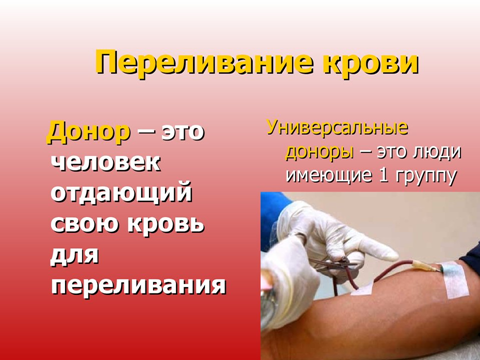 Переливание крови
Донор – это
человек
отдающий
свою кровь
для
переливания
Универсальные
доноры – это люди
имеющие 1 группу